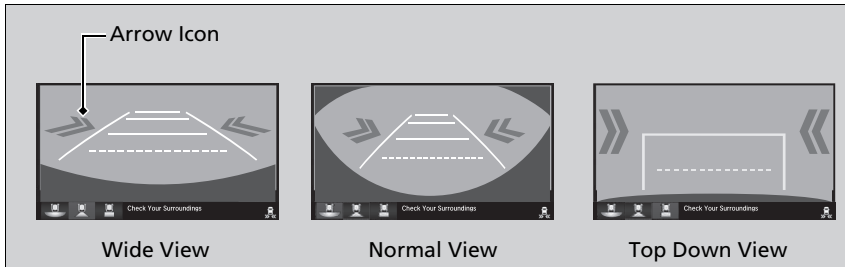 Arrow Icon
Check Your Surroundings
Check Your Surroundings
Check Your Surroundings
Wide View
Normal View
Top Down View